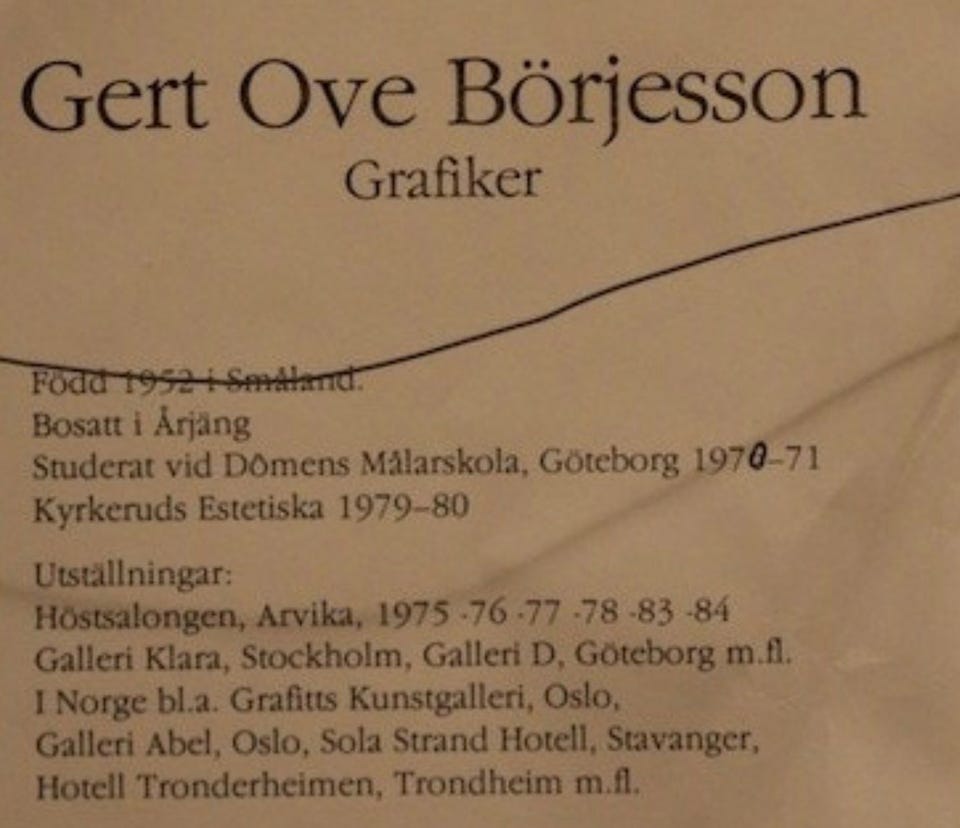 Gert Ove Börjesson
Grafiker
Född 1952 i Småland.
Bosatt i Årjäng
Studerat vid Dômens Målarskola, Göteborg 1970–71
Kyrkeruds Estetiska 1979–80
Utställningar:
Höstsalongen, Arvika, 1975 -76 -77 -78 -83 -84
Galleri Klara, Stockholm, Galleri D, Göteborg m.fl.
I Norge bl.a. Grafitts Kunstgalleri, Oslo,
Galleri Abel, Oslo, Sola Strand Hotell, Stavanger,
Hotell Tronderheimen, Trondheim m.fl.